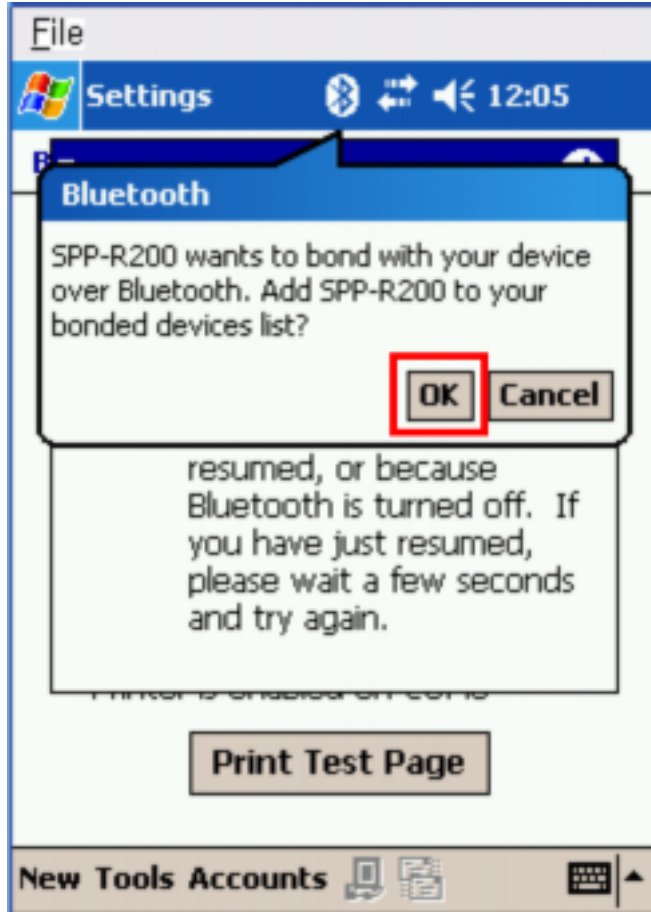 File
Settings 12:05
Bluetooth
SPP-R200 wants to bond with your device
over Bluetooth. Add SPP-R200 to your
bonded devices list?
OK Cancel
resumed, or because
Bluetooth is turned off. If
you have just resumed,
please wait a few seconds
and try again.
Print Test Page
New Tools Accounts